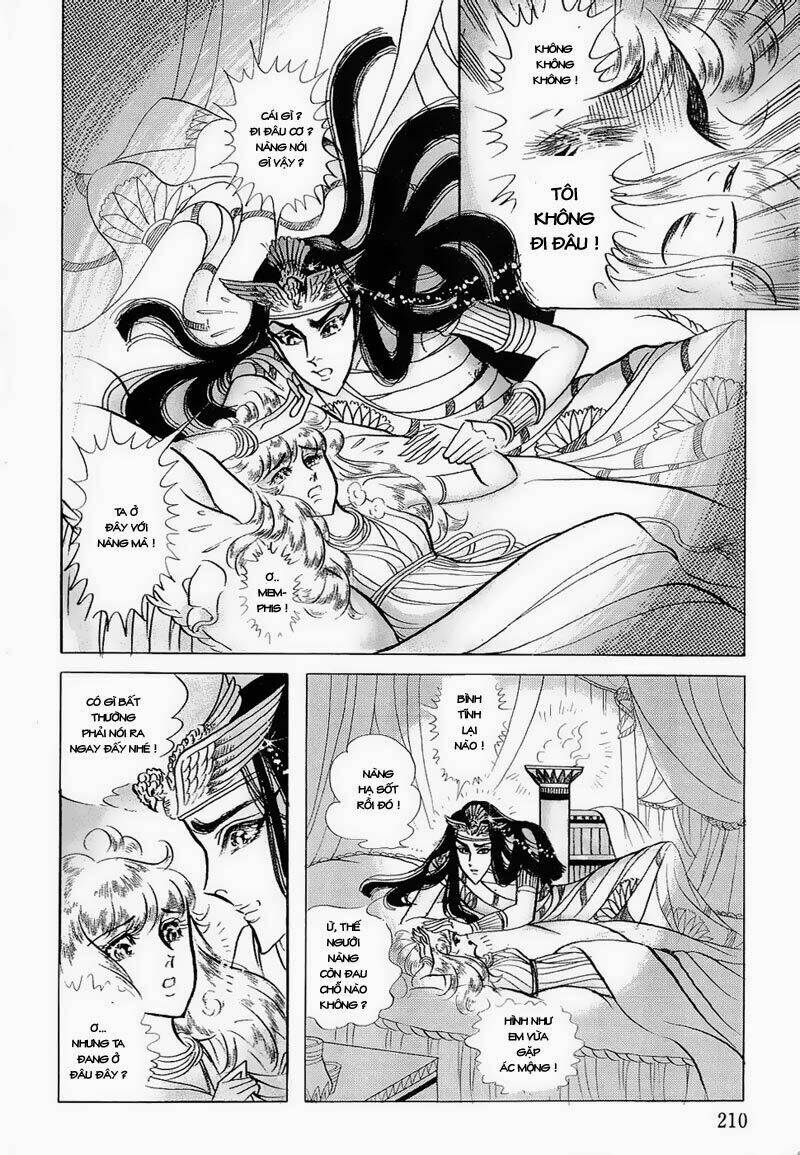 KHÔNG
KHÔNG
KHÔNG !
TÔI
KHÔNG
ĐI ĐÂU !
CÁI GÌ ?
ĐI ĐÂU CƠ ?
NÀNG NÓI
GÌ VẬY ?
TA Ở
ĐÂY VỚI
NÀNG MÀ !
Ơ..
MEM-
PHIS !
CÓ GÌ BẤT
THƯỜNG
PHẢI NÓI RA
NGAY ĐẤY NHÉ !
Ơ...
NHƯNG TA
ĐANG Ở
ĐÂU ĐÂY ?
BÌNH
TĨNH
LẠI
NÀO !
NÀNG
HẠ SỐT
RỒI ĐÓ !
Ừ, THẾ
NGƯỜI
NÀNG
CÒN ĐAU
CHỖ NÀO
KHÔNG ?
HÌNH NHƯ
EM VỪA
GẶP
ÁC MỘNG !
210